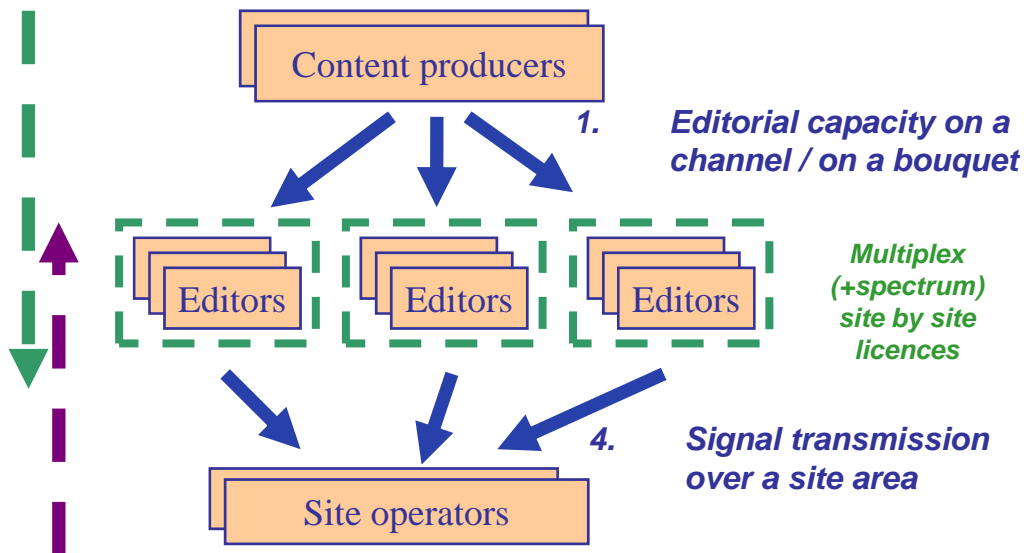 Content producers
1.
Editorial capacity on a
channel / on a bouquet
Editors
Editors
Editors
Multiplex
(+spectrum)
site by site
licences
4.
Signal transmission
over a site area
Site operators